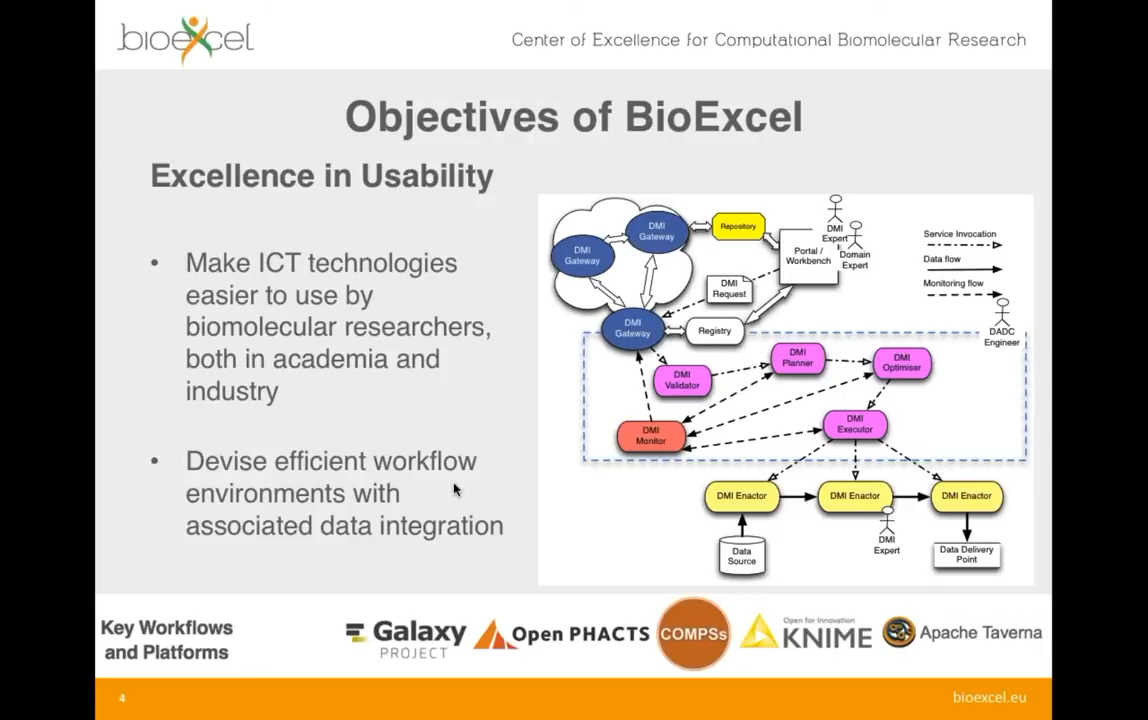 bioexcel
Center of Excellence for Computational Biomolecular Research
Objectives of BioExcel
Excellence in Usability
• Make ICT technologies
easier to use by
biomolecular researchers,
both in academia and
industry
• Devise efficient workflow
environments with
associated data integration
DMI
Gateway
DMI
Gateway
DMI
Gateway
Repository
Portal /
Workbench
DMI
Expert
Domain
Expert
DMI
Request
Registry
Service Invocation
Data flow
Monitoring flow
DADC
Engineer
DMI
Validator
DMI
Planner
DMI
Optimiser
DMI
Monitor
DMI
Executor
DMI Enactor
DMI Enactor
DMI Enactor
DMI
Expert
Data
Source
Data Delivery
Point
Key Workflows
and Platforms
Galaxy
PROJECT
Open PHACTS
COMPSs
Open for Innovation
KNIME
Apache Taverna
4
bioexcel.eu